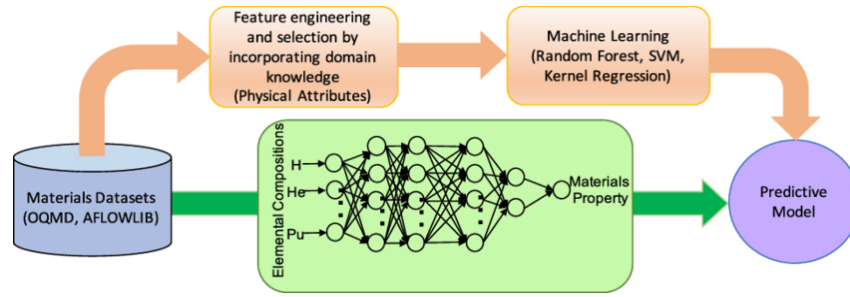 Feature engineering
and selection by
incorporating domain
knowledge
(Physical Attributes)
Machine Learning
(Random Forest, SVM,
Kernel Regression)
Materials Datasets
(OQMD, AFLOWLIB)
Elemental Compositions
H
He
Pu
Materials
Property
Predictive
Model